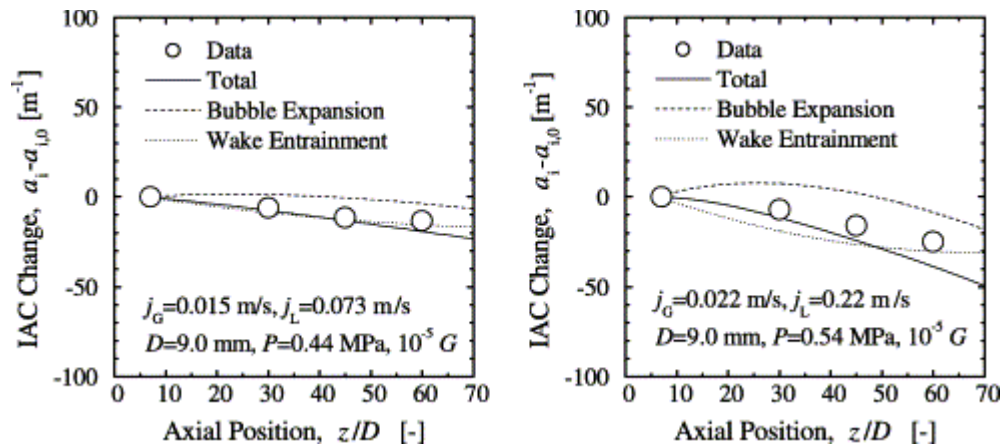 100
50
0
-50
-100
IAC Change, a_i-a_i,0 [m^-1]
Data
Total
Bubble Expansion
Wake Entrainment
j_G=0.015 m/s, j_L=0.073 m/s
D=9.0 mm, P=0.44 MPa, 10^-5 G
0 10 20 30 40 50 60 70
Axial Position, z/D [-]
100
50
0
-50
-100
IAC Change, a_i-a_i,0 [m^-1]
Data
Total
Bubble Expansion
Wake Entrainment
j_G=0.022 m/s, j_L=0.22 m/s
D=9.0 mm, P=0.54 MPa, 10^-5 G
0 10 20 30 40 50 60 70
Axial Position, z/D [-]